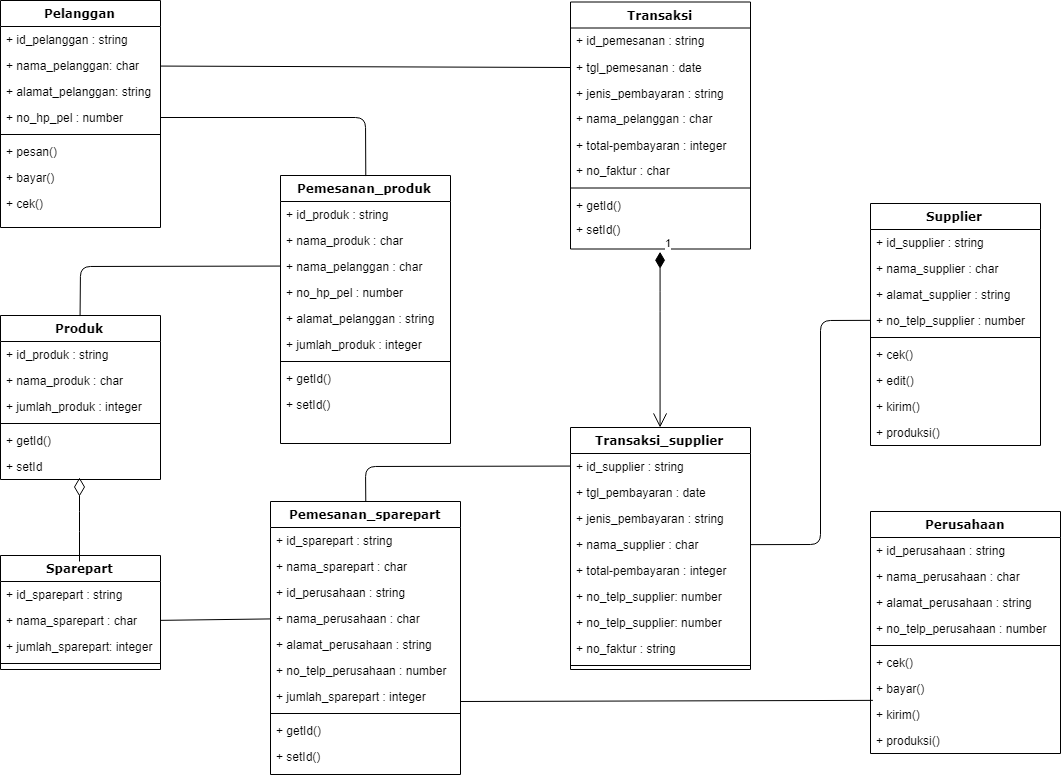 Pelanggan
+ id_pelanggan : string
+ nama_pelanggan: char
+ alamat_pelanggan: string
+ no_hp_pel : number
+ pesan()
+ bayar()
+ cek()
Transaksi
+ id_pemesanan : string
+ tgl_pemesanan : date
+ jenis_pembayaran : string
+ nama_pelanggan : char
+ total-pembayaran : integer
+ no_faktur : char
+ getId()
+ setId()
1
Pemesanan_produk
+ id_produk : string
+ nama_produk : char
+ nama_pelanggan : char
+ no_hp_pel : number
+ alamat_pelanggan : string
+ jumlah_produk : integer
+ getId()
+ setId()
Supplier
+ id_supplier : string
+ nama_supplier : char
+ alamat_supplier : string
+ no_telp_supplier : number
+ cek()
+ edit()
+ kirim()
+ produksi()
Produk
+ id_produk : string
+ nama_produk : char
+ jumlah_produk : integer
+ getId()
+ setId
Transaksi_supplier
+ id_supplier : string
+ tgl_pembayaran : date
+ jenis_pembayaran : string
+ nama_supplier : char
+ total-pembayaran : integer
+ no_telp_supplier: number
+ no_telp_supplier: number
+ no_faktur : string
Pemesanan_sparepart
+ id_sparepart : string
+ nama_sparepart : char
+ id_perusahaan : string
+ nama_perusahaan : char
+ alamat_perusahaan : string
+ no_telp_perusahaan : number
+ jumlah_sparepart : integer
+ getId()
+ setId()
Perusahaan
+ id_perusahaan : string
+ nama_perusahaan : char
+ alamat_perusahaan : string
+ no_telp_perusahaan : number
+ cek()
+ bayar()
+ kirim()
+ produksi()
Sparepart
+ id_sparepart : string
+ nama_sparepart : char
+ jumlah_sparepart: integer